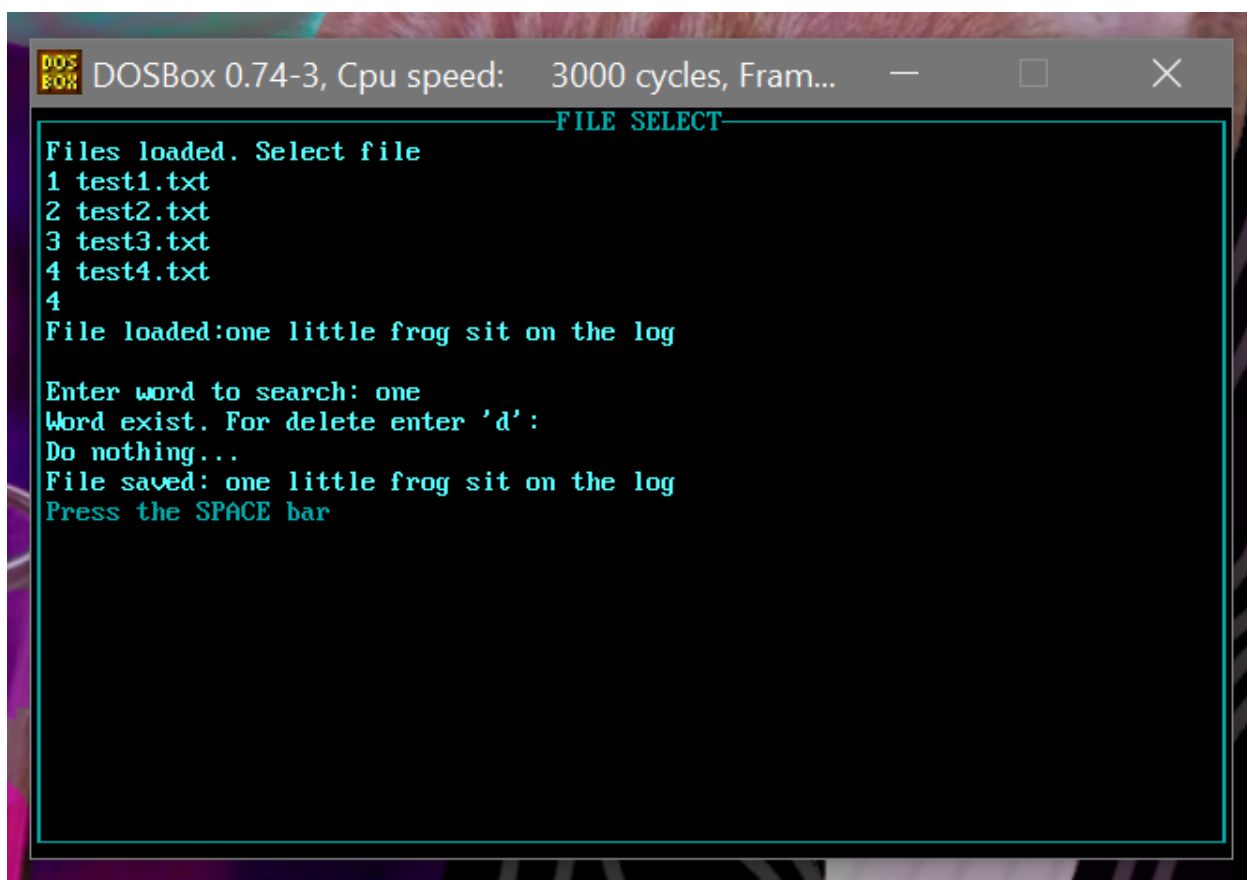 DOS BOX DOSBox 0.74-3, Cpu speed: 3000 cycles, Fram...
FILE SELECT
Files loaded. Select file
1 test1.txt
2 test2.txt
3 test3.txt
4 test4.txt
4
File loaded:one little frog sit on the log
Enter word to search: one
Word exist. For delete enter 'd':
Do nothing...
File saved: one little frog sit on the log
Press the SPACE bar